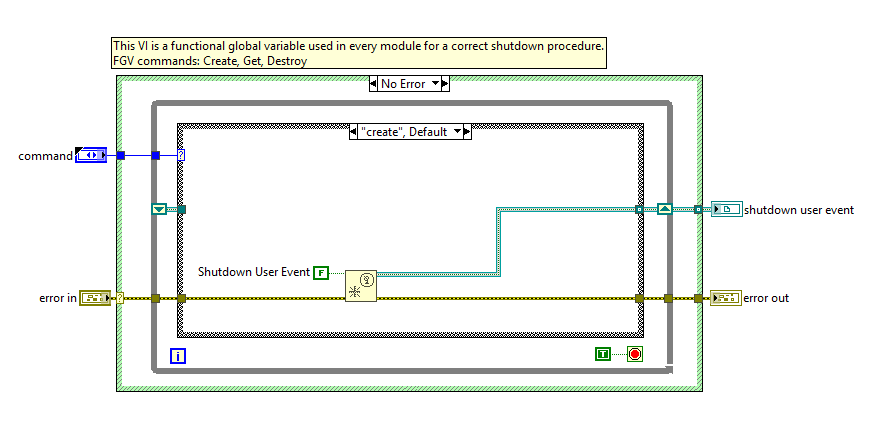 This VI is a functional global variable used in every module for a correct shutdown procedure.
FGV commands: Create, Get, Destroy
No Error
"create", Default
command
?
shutdown user event
Shutdown User Event
F
error in
?
error out
i
T